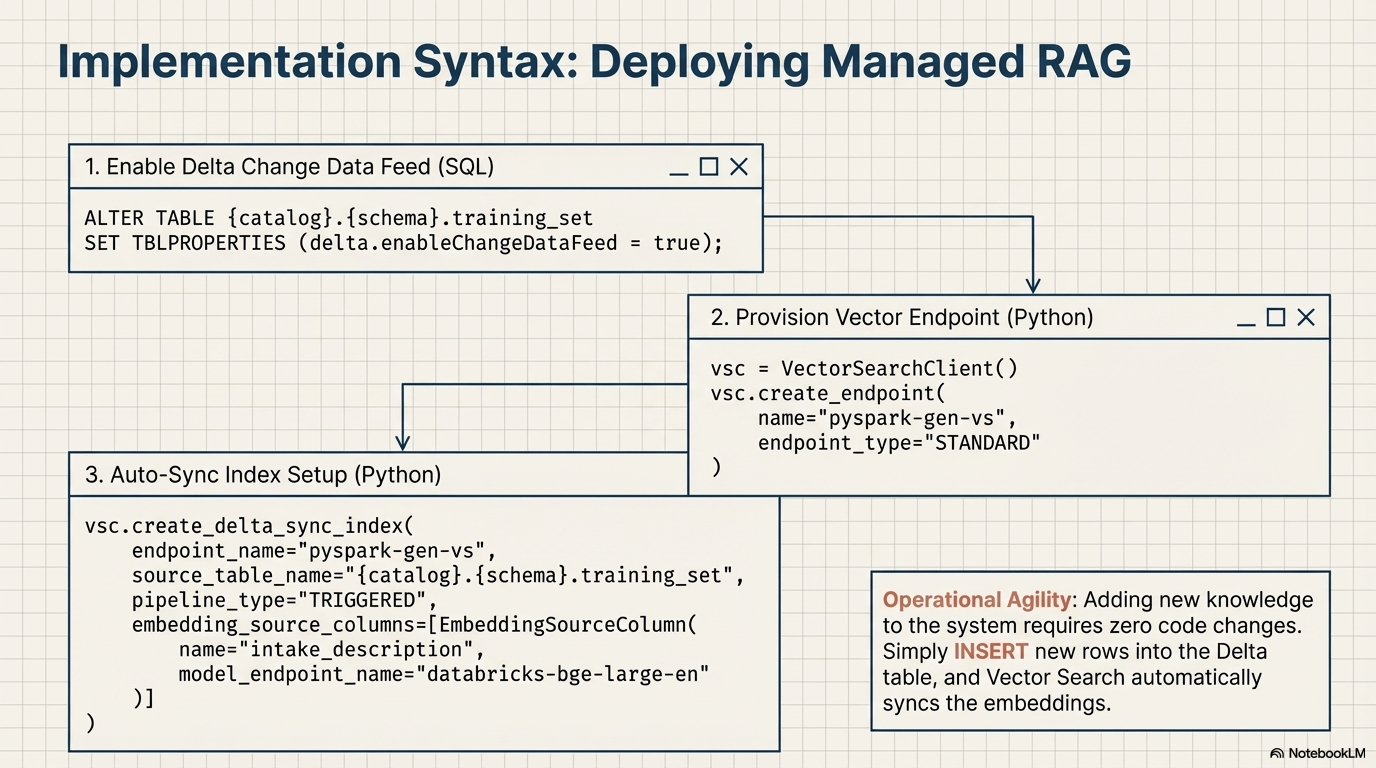 Implementation Syntax: Deploying Managed RAG
1. Enable Delta Change Data Feed (SQL)
ALTER TABLE {catalog}.{schema}.training_set
SET TBLPROPERTIES (delta.enableChangeDataFeed = true);
2. Provision Vector Endpoint (Python)
vsc = VectorSearchClient()
vsc.create_endpoint(
    name="pyspark-gen-vs",
    endpoint_type="STANDARD"
)
3. Auto-Sync Index Setup (Python)
vsc.create_delta_sync_index(
    endpoint_name="pyspark-gen-vs",
    source_table_name="{catalog}.{schema}.training_set",
    pipeline_type="TRIGGERED",
    embedding_source_columns=[EmbeddingSourceColumn(
        name="intake_description",
        model_endpoint_name="databricks-bge-large-en"
    )]
)
Operational Agility: Adding new knowledge
to the system requires zero code changes.
Simply INSERT new rows into the Delta
table, and Vector Search automatically
syncs the embeddings.
NotebookLM